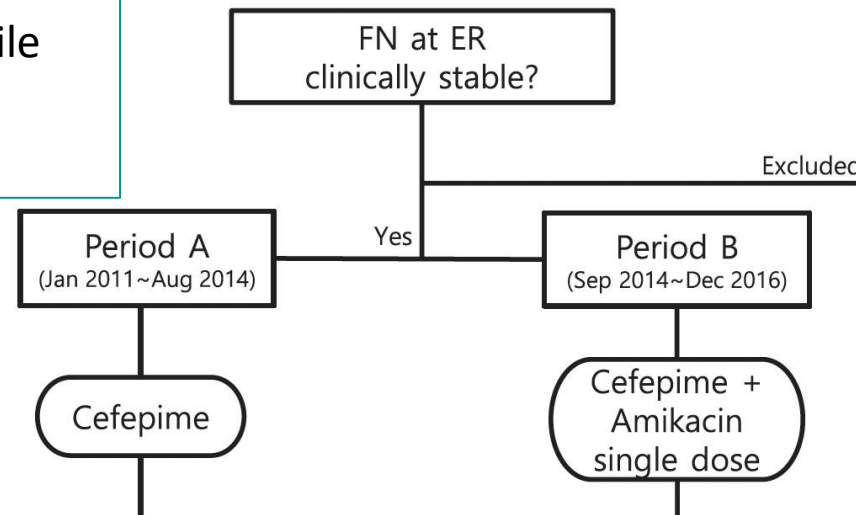 FN at ER
clinically stable?
Excluded
Yes
Period A
(Jan 2011~Aug 2014)
Period B
(Sep 2014~Dec 2016)
Cefepime
Cefepime +
Amikacin
single dose